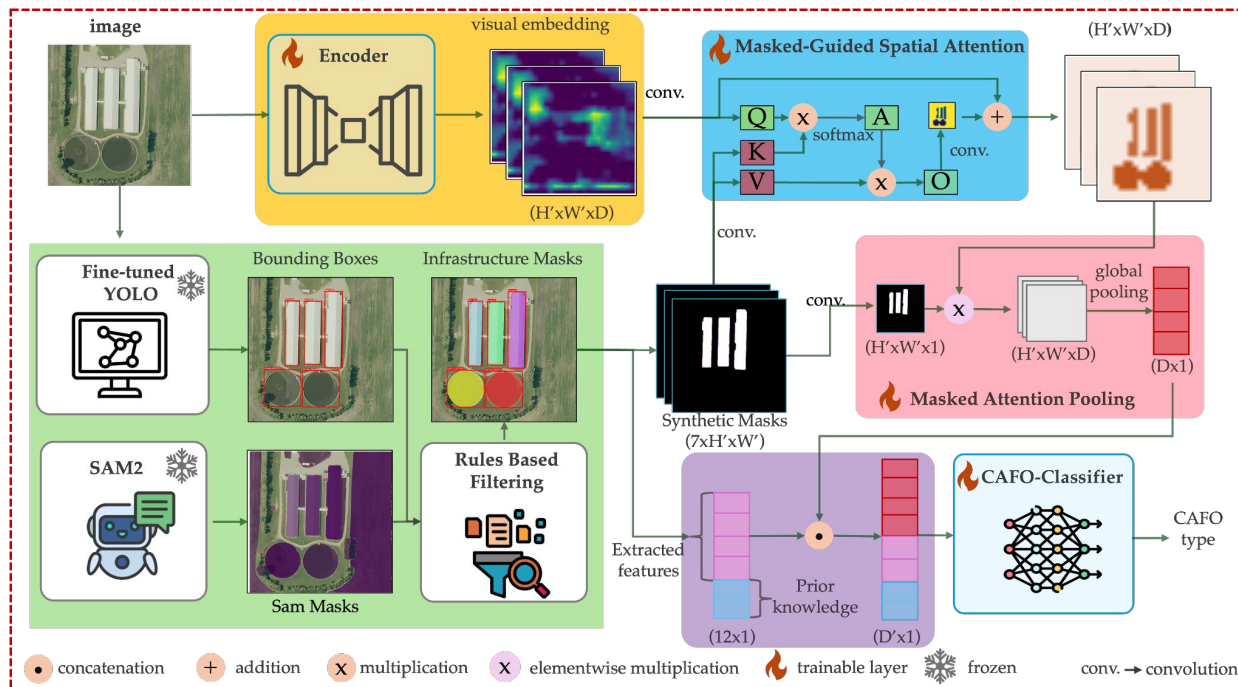 image
Encoder
visual embedding
(H'xW'xD)
conv.
Masked-Guided Spatial Attention
Q
x
A
softmax
K
V
x
O
conv.
+
(H'xW'xD)
conv.
Fine-tuned
YOLO
Bounding Boxes
Infrastructure Masks
SAM2
Sam Masks
Rules Based
Filtering
Synthetic Masks
(7xH'xW')
conv.
(H'xW'x1)
x
(H'xW'xD)
global
pooling
(Dx1)
Masked Attention Pooling
Extracted
features
Prior
knowledge
(12x1)
(D'x1)
CAFO-Classifier
CAFO
type
concatenation
+ addition
x multiplication
x elementwise multiplication
trainable layer
frozen
conv. → convolution